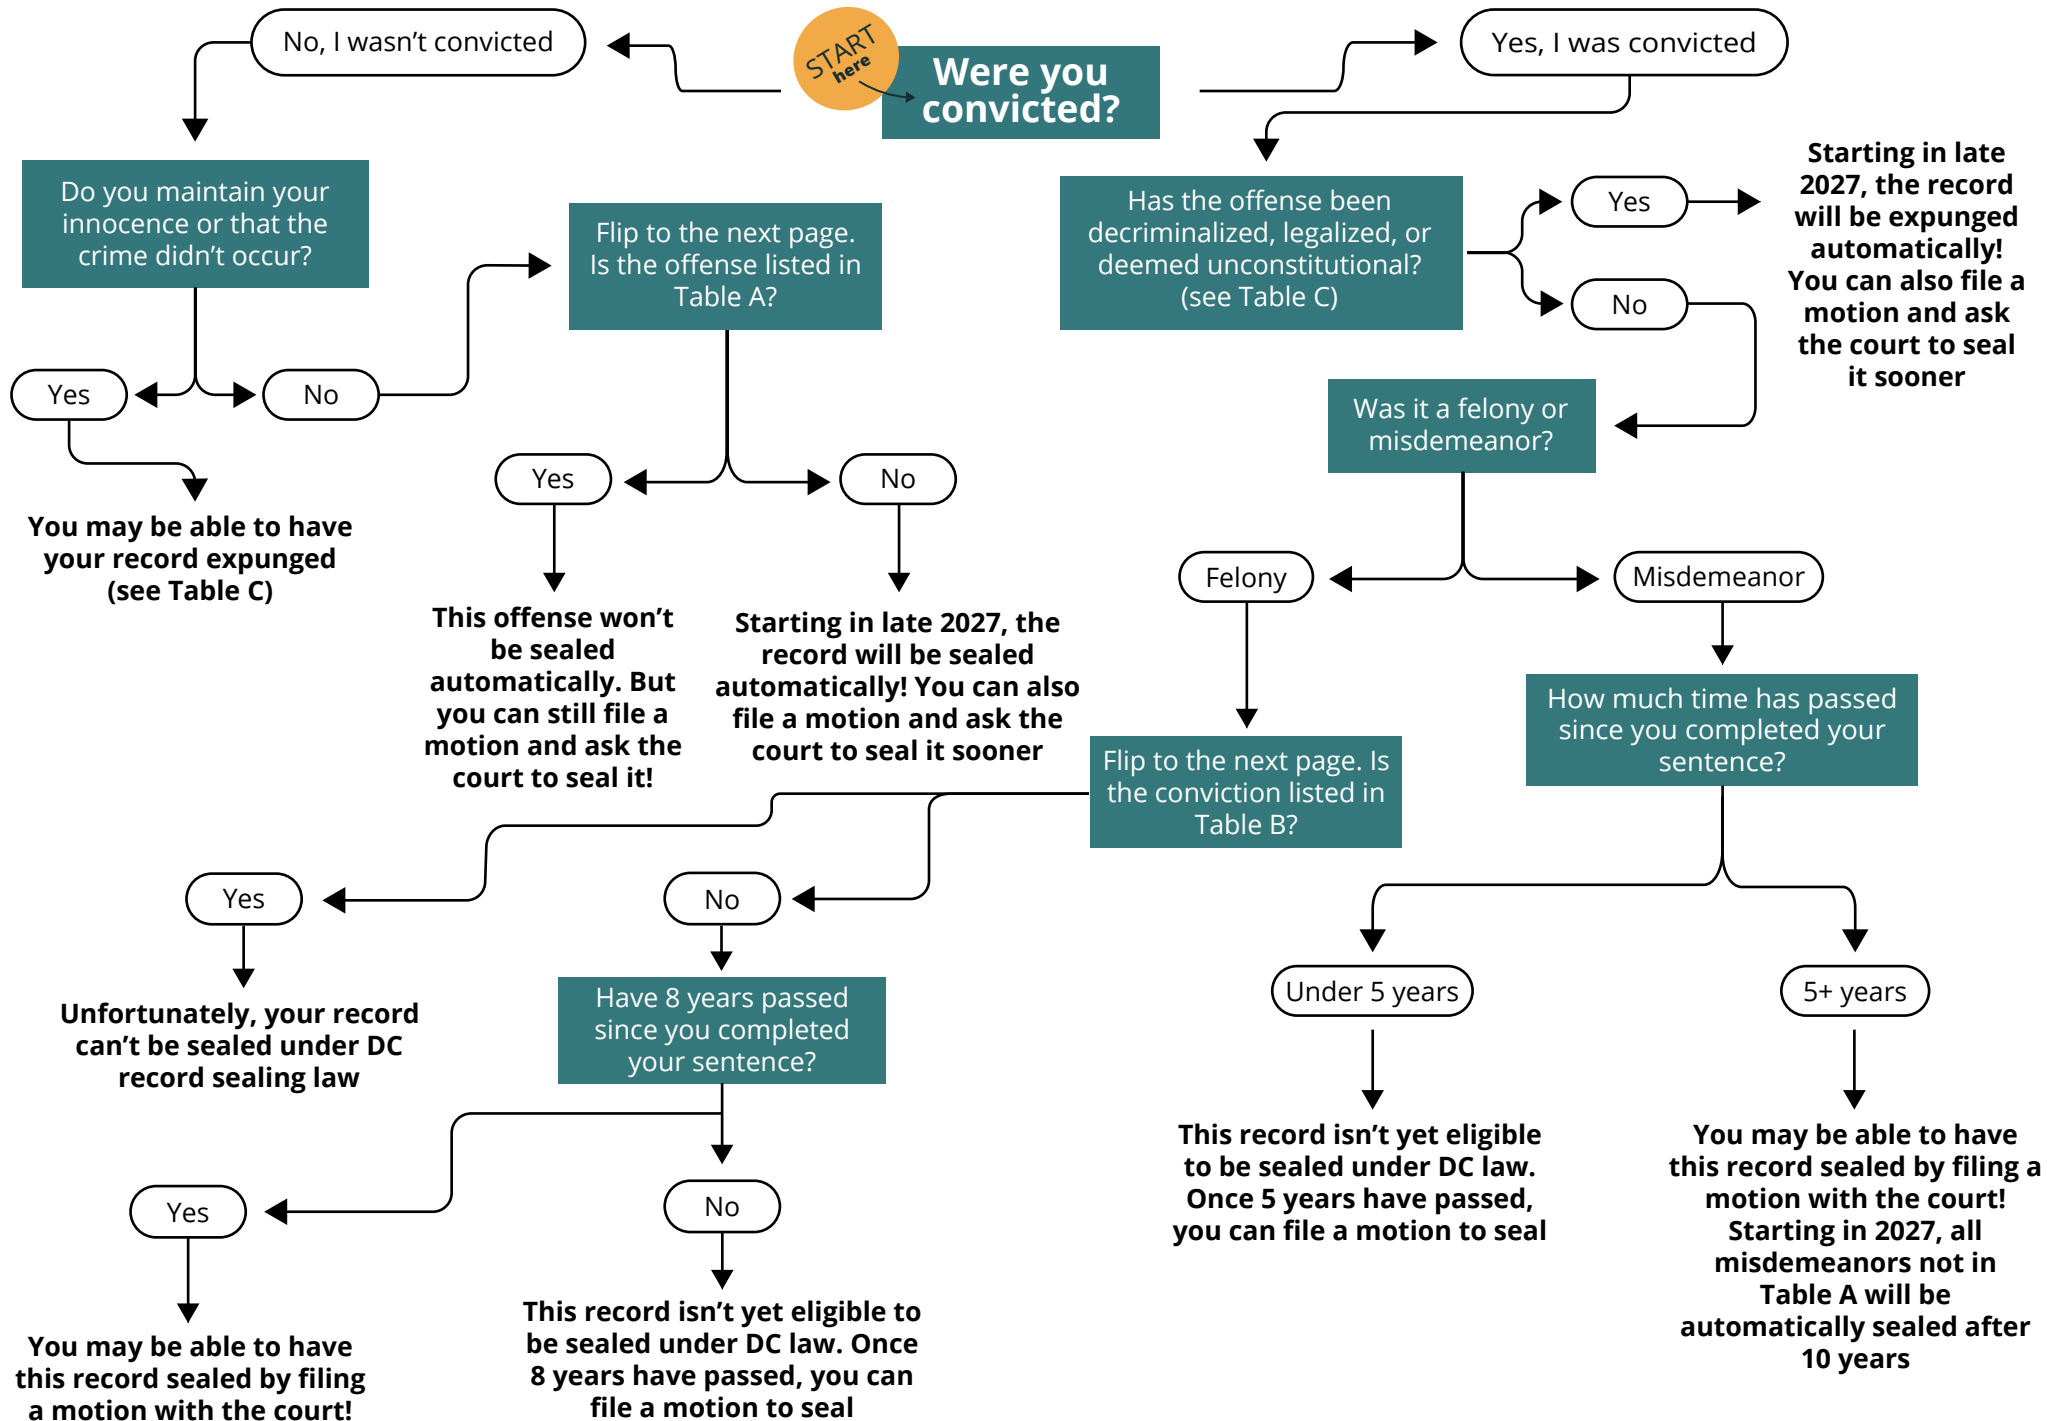 START
here
Were you
convicted?
No, I wasn't convicted
Yes, I was convicted
Do you maintain your
innocence or that the
crime didn't occur?
Yes
No
You may be able to have
your record expunged
(see Table C)
Flip to the next page.
Is the offense listed in
Table A?
Yes
No
This offense won't
be sealed
automatically. But
you can still file a
motion and ask the
court to seal it!
Starting in late 2027, the
record will be sealed
automatically! You can also
file a motion and ask the
court to seal it sooner
Has the offense been
decriminalized, legalized, or
deemed unconstitutional?
(see Table C)
Yes
No
Starting in late
2027, the record
will be expunged
automatically!
You can also file a
motion and ask
the court to seal
it sooner
Was it a felony or
misdemeanor?
Felony
Misdemeanor
Flip to the next page. Is
the conviction listed in
Table B?
Yes
No
Unfortunately, your record
can't be sealed under DC
record sealing law
Have 8 years passed
since you completed
your sentence?
Yes
No
You may be able to have
this record sealed by filing
a motion with the court!
This record isn't yet eligible to
be sealed under DC law. Once
8 years have passed, you can
file a motion to seal
How much time has passed
since you completed your
sentence?
Under 5 years
5+ years
This record isn't yet eligible
to be sealed under DC law.
Once 5 years have passed,
you can file a motion to seal
You may be able to have
this record sealed by filing a
motion with the court!
Starting in 2027, all
misdemeanors not in
Table A will be
automatically sealed after
10 years